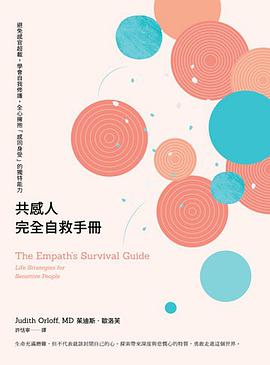 避免感官超載，學會自我修護，全心擁抱「感同身受」的獨特能力
共感人
完全自救手冊
The Empath's Survival Guide
Life Strategies for
Sensitive People
Judith Orloff, MD 茱迪斯·歐洛芙
許恬寧——譯
生命充滿艱難，但不代表就該封閉自己的心。探索帶來深度與悲憫心的特質，勇敢走進這個世界。